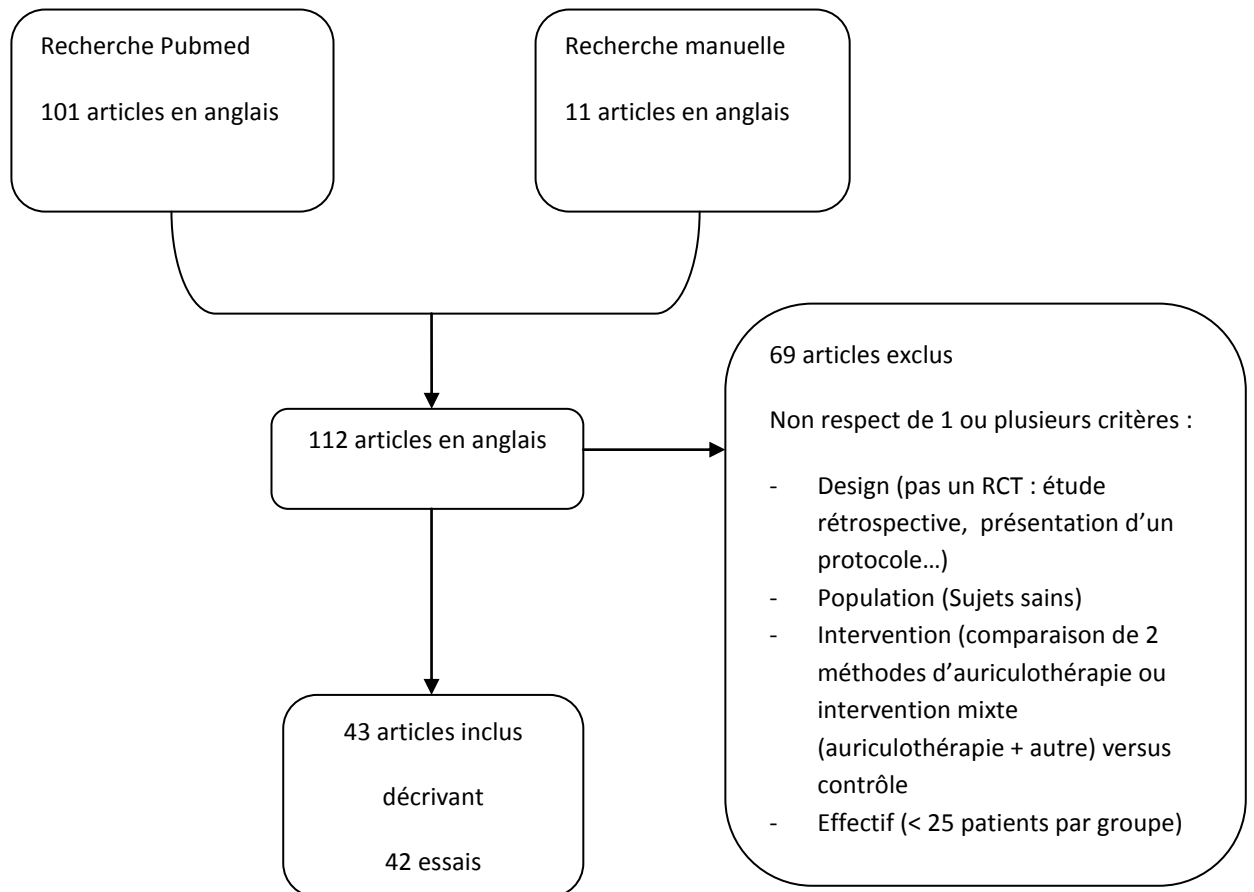 Recherche Pubmed
101 articles en anglais
Recherche manuelle
11 articles en anglais
112 articles en anglais
69 articles exclus
Non respect de 1 ou plusieurs critères :
- Design (pas un RCT : étude
rétrospective, présentation d’un
protocole…)
- Population (Sujets sains)
- Intervention (comparaison de 2
méthodes d’auriculothérapie ou
intervention mixte
(auriculothérapie + autre) versus
contrôle
- Effectif (< 25 patients par groupe)
43 articles inclus
décrivant
42 essais